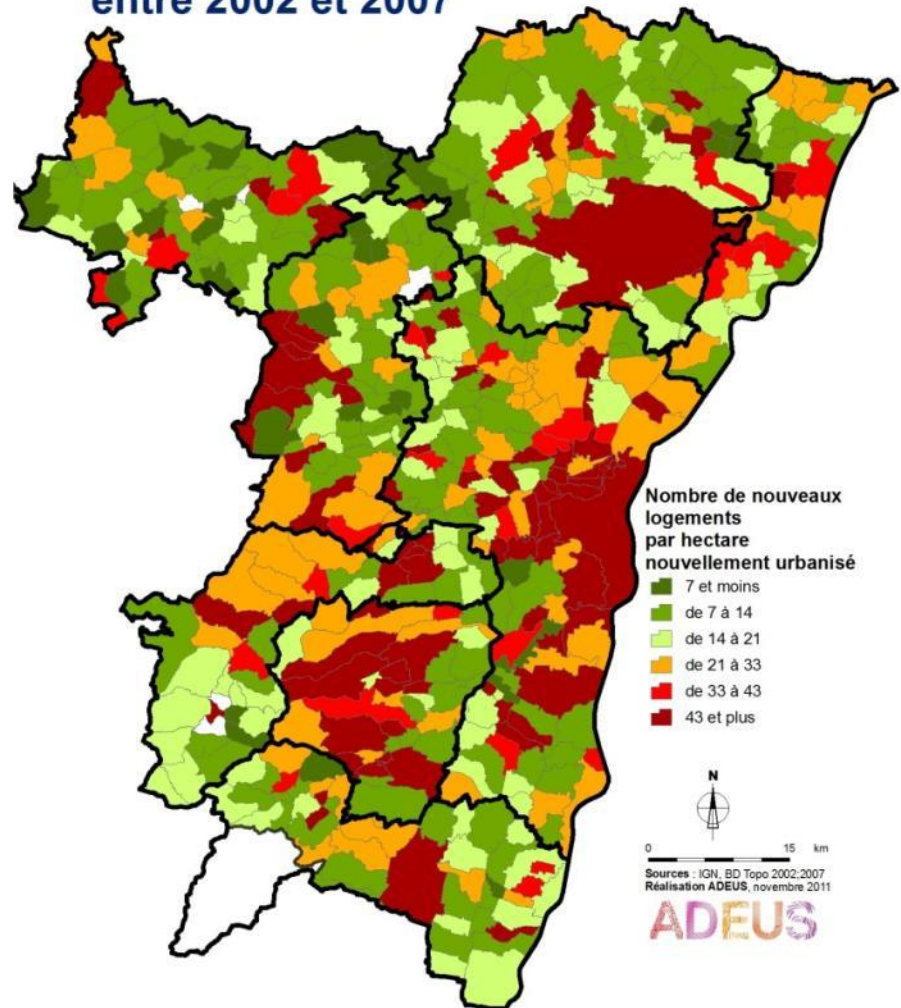 entre 2002 et 2007
Nombre de nouveaux
logements
par hectare
nouvellement urbanisé
7 et moins
de 7 à 14
de 14 à 21
de 21 à 33
de 33 à 43
43 et plus
N
0 15 km
Sources : IGN, BD Topo 2002;2007
Réalisation ADEUS, novembre 2011
ADEUS